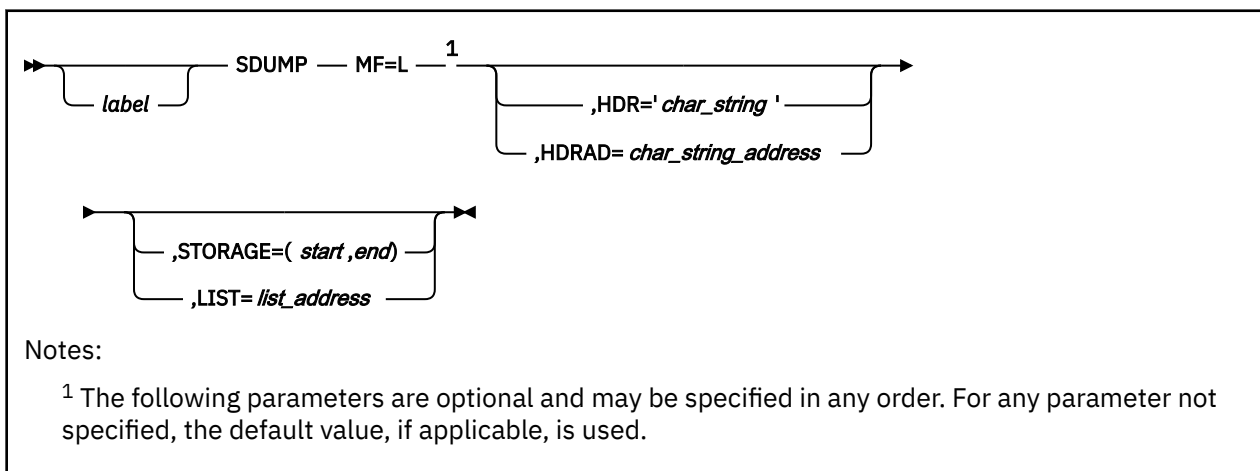 label SDUMP MF=L 1
,HDR=' char_string '
,HDRAD= char_string_address
,STORAGE=( start ,end)
,LIST= list_address
Notes:
1 The following parameters are optional and may be specified in any order. For any parameter not
specified, the default value, if applicable, is used.